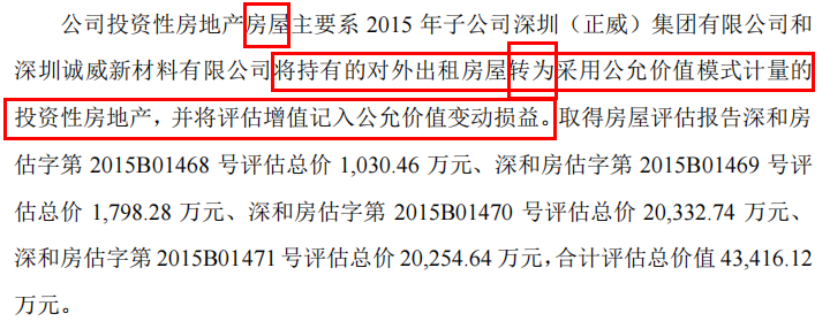 公司投资性房地产房屋主要系 2015 年子公司深圳（正威）集团有限公司和
深圳诚威新材料有限公司将持有的对外出租房屋转为采用公允价值模式计量的
投资性房地产，并将评估增值记入公允价值变动损益。取得房屋评估报告深和房
估字第 2015B01468 号评估总价 1,030.46 万元、深和房估字第 2015B01469 号评
估总价 1,798.28 万元、深和房估字第 2015B01470 号评估总价 20,332.74 万元、
深和房估字第 2015B01471 号评估总价 20,254.64 万元，合计评估总价值 43,416.12
万元。